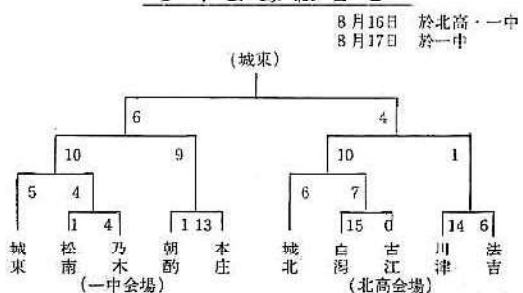 8月16日 於北高・一中
8月17日 於一中
(城東)
6 4
10 9 10 1
5 4 6 7
1 4 1 13 15 0 14 6
城東 松南 乃木 朝酌 本庄 城北 白潟 古江 川津 法吉
(一中会場) (北高会場)